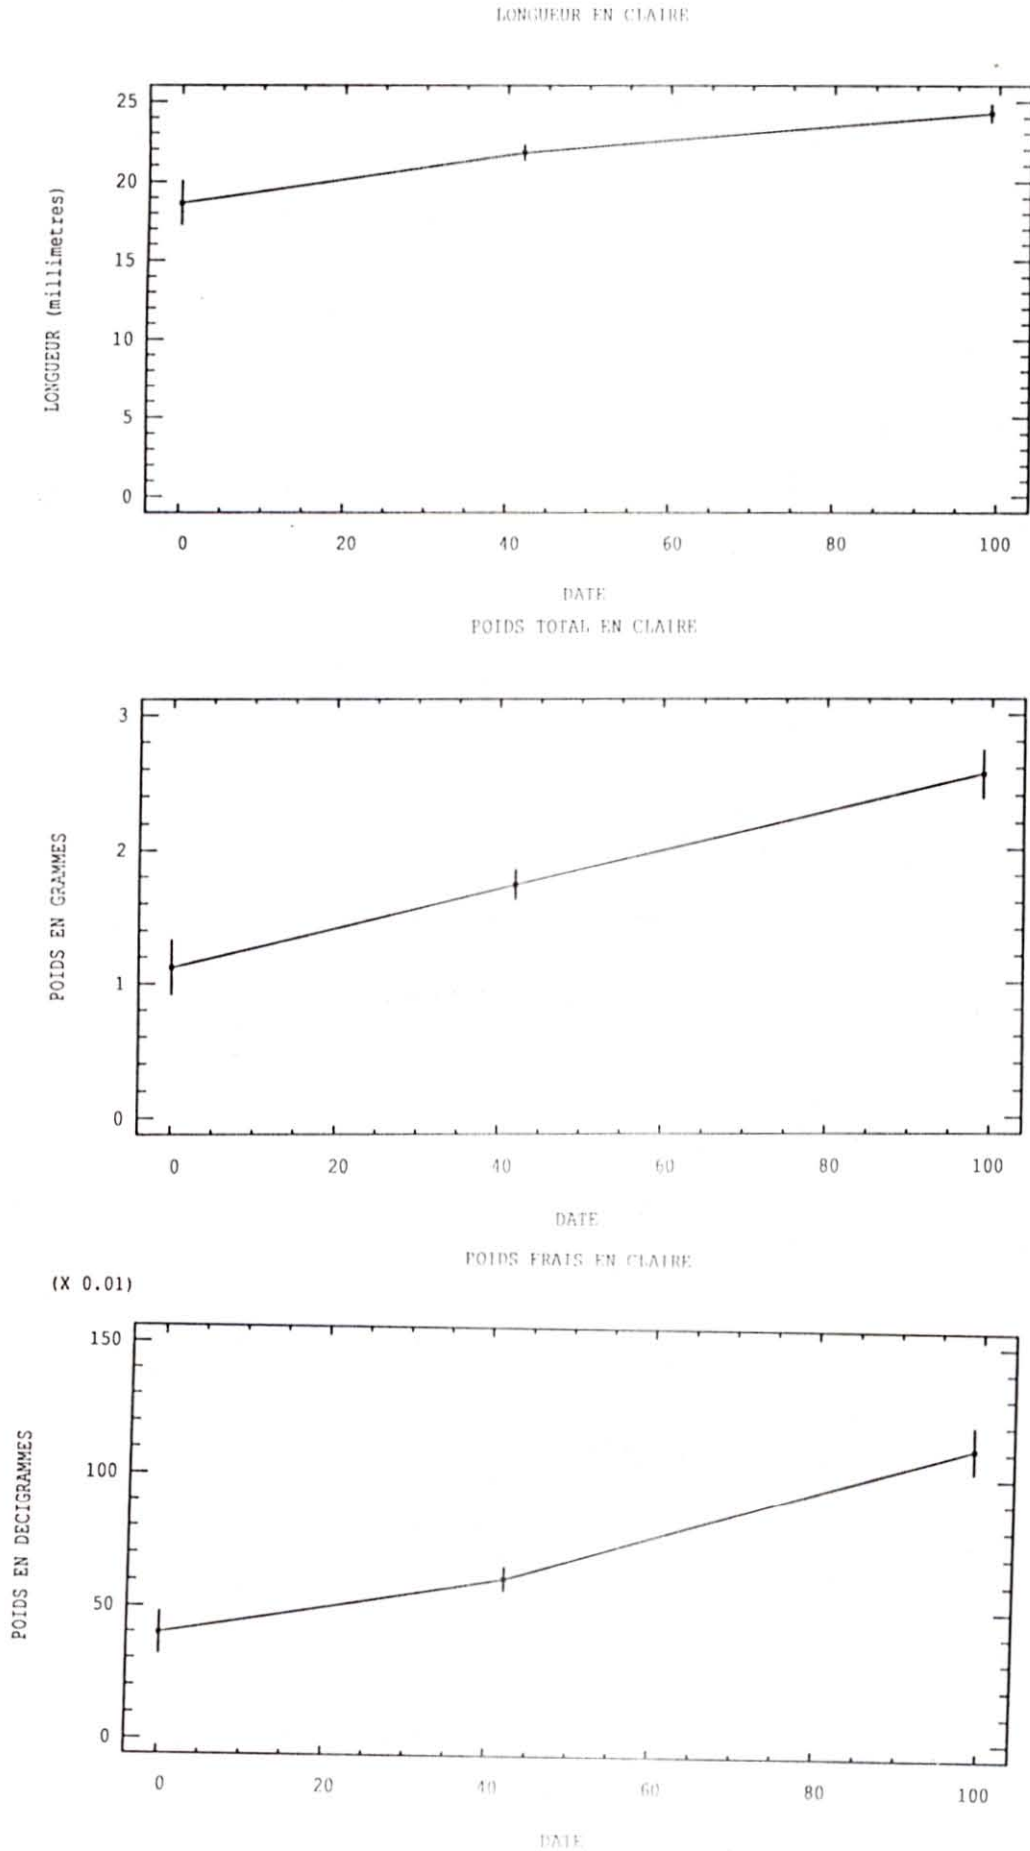 LONGUEUR EN CLAIRE
25
20
15
10
5
0
LONGUEUR (millimetres)
0 20 40 60 80 100
DATE
POIDS TOTAL EN CLAIRE
3
2
1
0
POIDS EN GRAMMES
0 20 40 60 80 100
DATE
POIDS FRAIS EN CLAIRE
(X 0.01)
150
100
50
0
POIDS EN DECIGRAMMES
0 20 40 60 80 100
DATE